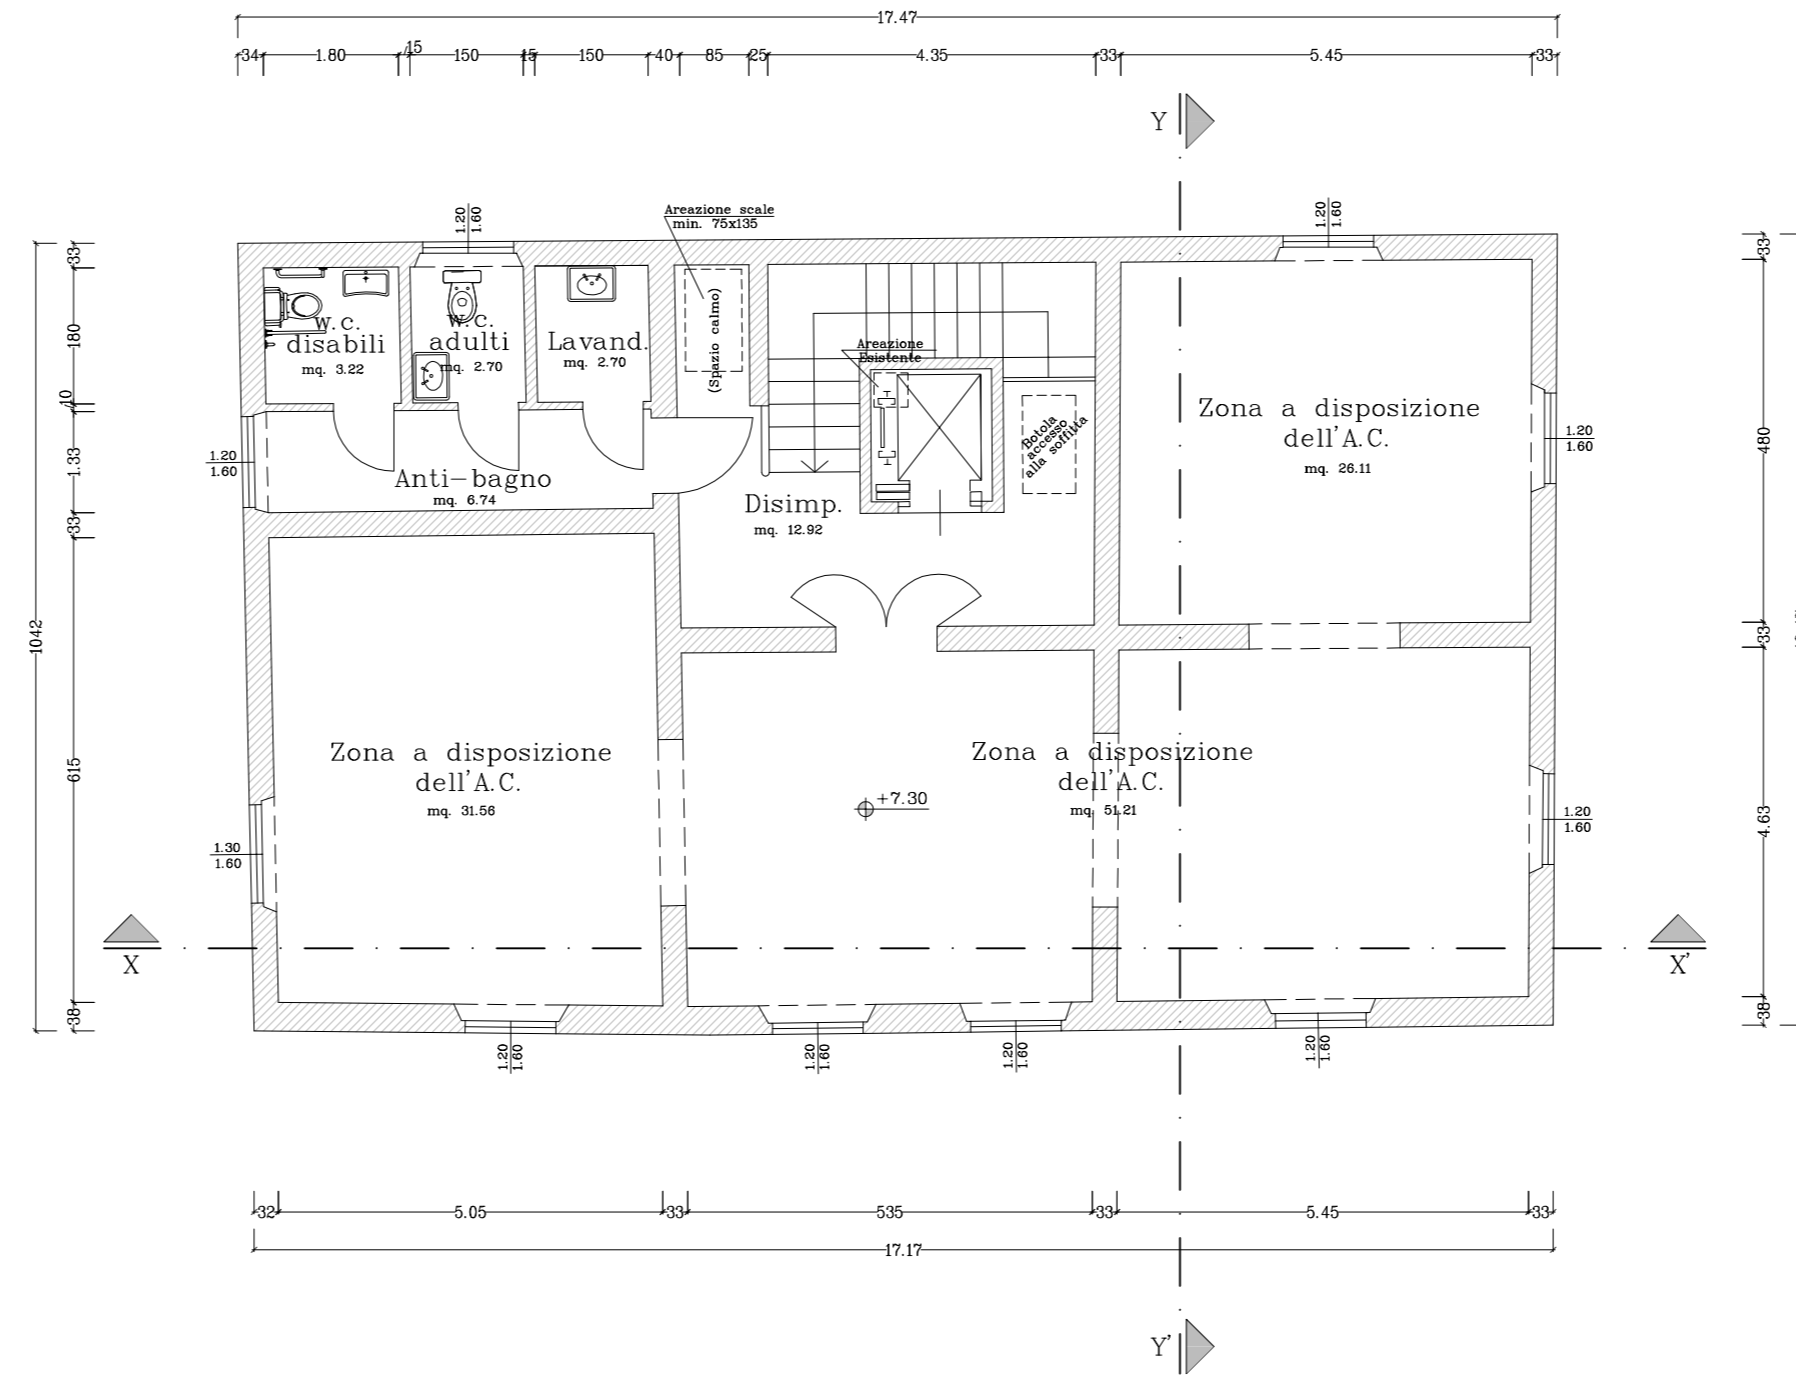 17.47
34 1.80 15 150 15 150 40 85 25 4.35 33 5.45 33
Y
1.20
1.60
Areazione scale
min. 75x135
1.20
1.60
33
180
10
1.33
33
615
38
1042
w.c.
disabili
mq. 3.22
w.c.
adulti
mq. 2.70
Lavand.
mq. 2.70
(Spazio calmo)
Areazione
Esistente
Botola
accesso
alla soffitta
Zona a disposizione
dell'A.C.
mq. 26.11
1.20
1.60
33
480
33
4.63
38
1.20
1.60
Anti-bagno
mq. 6.74
Disimp.
mq. 12.92
Zona a disposizione
dell'A.C.
mq. 31.56
Zona a disposizione
dell'A.C.
mq. 51.21
+7.30
1.30
1.60
1.20
1.60
X
X'
1.20
1.60
1.20
1.60
1.20
1.60
1.20
1.60
32 5.05 33 535 33 5.45 33
17.17
Y'